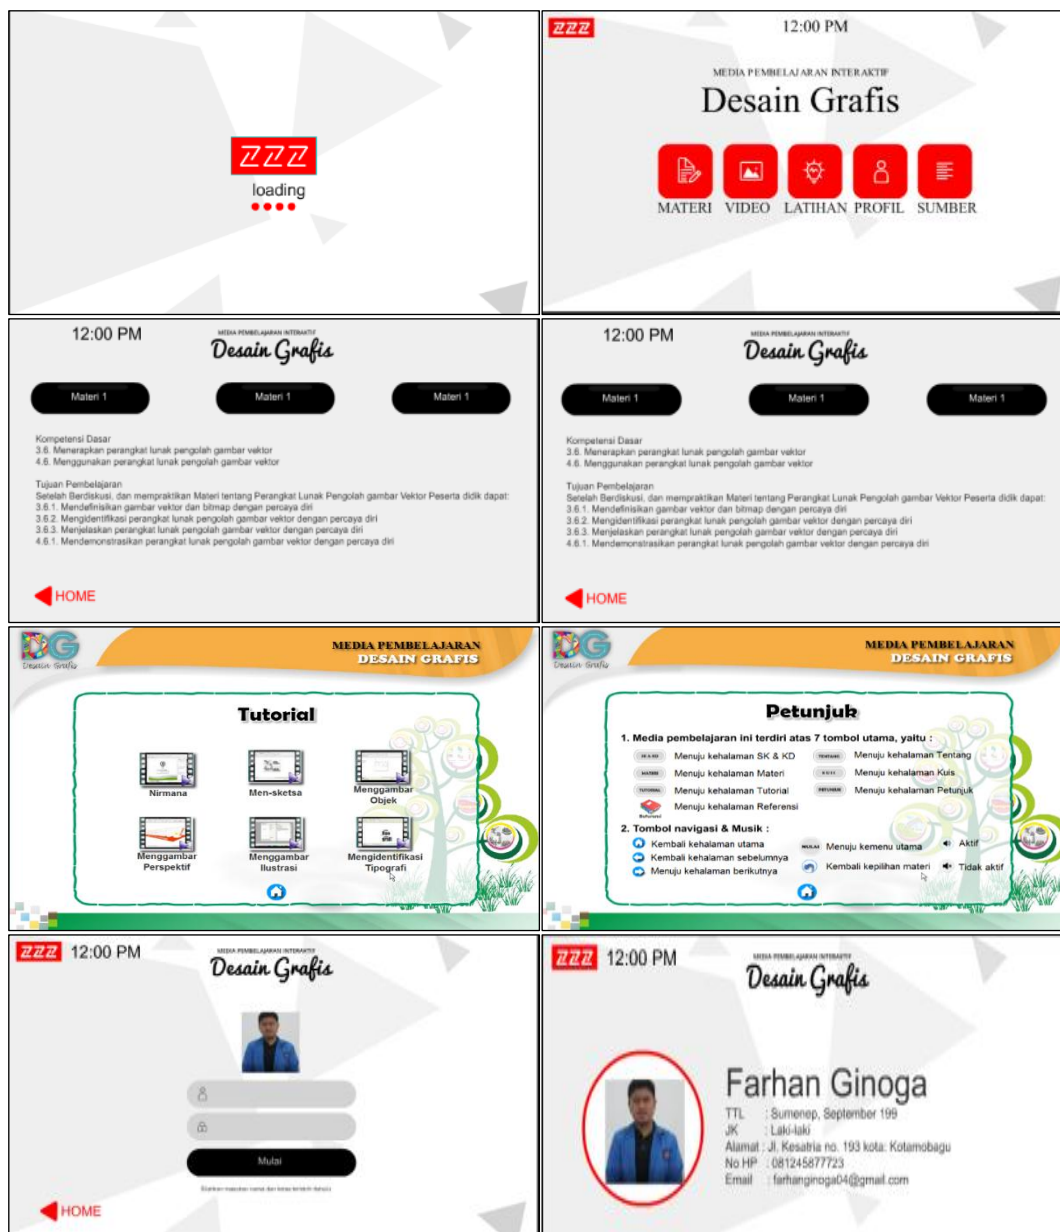 ZZZ
loading
ZZZ
12:00 PM
MEDIA PEMBELAJARAN INTERAKTIF
Desain Grafis
MATERI VIDEO LATIHAN PROFIL SUMBER
12:00 PM
MEDIA PEMBELAJARAN INTERAKTIF
Desain Grafis
Materi 1 Materi 1 Materi 1
Kompetensi Dasar
3.6. Menerapkan perangkat lunak pengolah gambar vektor
4.6. Menggunakan perangkat lunak pengolah gambar vektor
Tujuan Pembelajaran
Setelah Berdiskusi, dan mempraktikan Materi tentang Perangkat Lunak Pengolah gambar Vektor Peserta didik dapat:
3.6.1. Mendefinisikan gambar vektor dan bitmap dengan percaya diri
3.6.2. Mengidentifikasi perangkat lunak pengolah gambar vektor dengan percaya diri
3.6.3. Menjelaskan perangkat lunak pengolah gambar vektor dengan percaya diri
4.6.1. Mendemonstrasikan perangkat lunak pengolah gambar vektor dengan percaya diri
HOME
12:00 PM
MEDIA PEMBELAJARAN INTERAKTIF
Desain Grafis
Materi 1 Materi 1 Materi 1
Kompetensi Dasar
3.6. Menerapkan perangkat lunak pengolah gambar vektor
4.6. Menggunakan perangkat lunak pengolah gambar vektor
Tujuan Pembelajaran
Setelah Berdiskusi, dan mempraktikan Materi tentang Perangkat Lunak Pengolah gambar Vektor Peserta didik dapat:
3.6.1. Mendefinisikan gambar vektor dan bitmap dengan percaya diri
3.6.2. Mengidentifikasi perangkat lunak pengolah gambar vektor dengan percaya diri
3.6.3. Menjelaskan perangkat lunak pengolah gambar vektor dengan percaya diri
4.6.1. Mendemonstrasikan perangkat lunak pengolah gambar vektor dengan percaya diri
HOME
DG
Desain Grafis
MEDIA PEMBELAJARAN
DESAIN GRAFIS
Tutorial
Nirmana
Men-sketsa
Menggambar
Objek
Menggambar
Perspektif
Menggambar
Ilustrasi
Mengidentifikasi
Tipografi
DG
Desain Grafis
MEDIA PEMBELAJARAN
DESAIN GRAFIS
Petunjuk
1. Media pembelajaran ini terdiri atas 7 tombol utama, yaitu :
SK & KD Menuju kehalaman SK & KD TENTANG Menuju kehalaman Tentang
MATERI Menuju kehalaman Materi KUIS Menuju kehalaman Kuis
TUTORIAL Menuju kehalaman Tutorial PETUNJUK Menuju kehalaman Petunjuk
Referensi Menuju kehalaman Referensi
2. Tombol navigasi & Musik :
Kembali kehalaman utama MULAI Menuju kemenu utama Aktif
Kembali kehalaman sebelumnya
Menuju kehalaman berikutnya Kembali kepilihan materi Tidak aktif
ZZZ 12:00 PM
MEDIA PEMBELAJARAN INTERAKTIF
Desain Grafis
Mulai
Silahkan masukan nama dan kelas terlebih dahulu
HOME
ZZZ 12:00 PM
MEDIA PEMBELAJARAN INTERAKTIF
Desain Grafis
Farhan Ginoga
TTL : Sumenep, September 199
JK : Laki-laki
Alamat : Jl. Kesatria no. 193 kota: Kotamobagu
No HP : 081245877723
Email : farhanginoga04@gmail.com